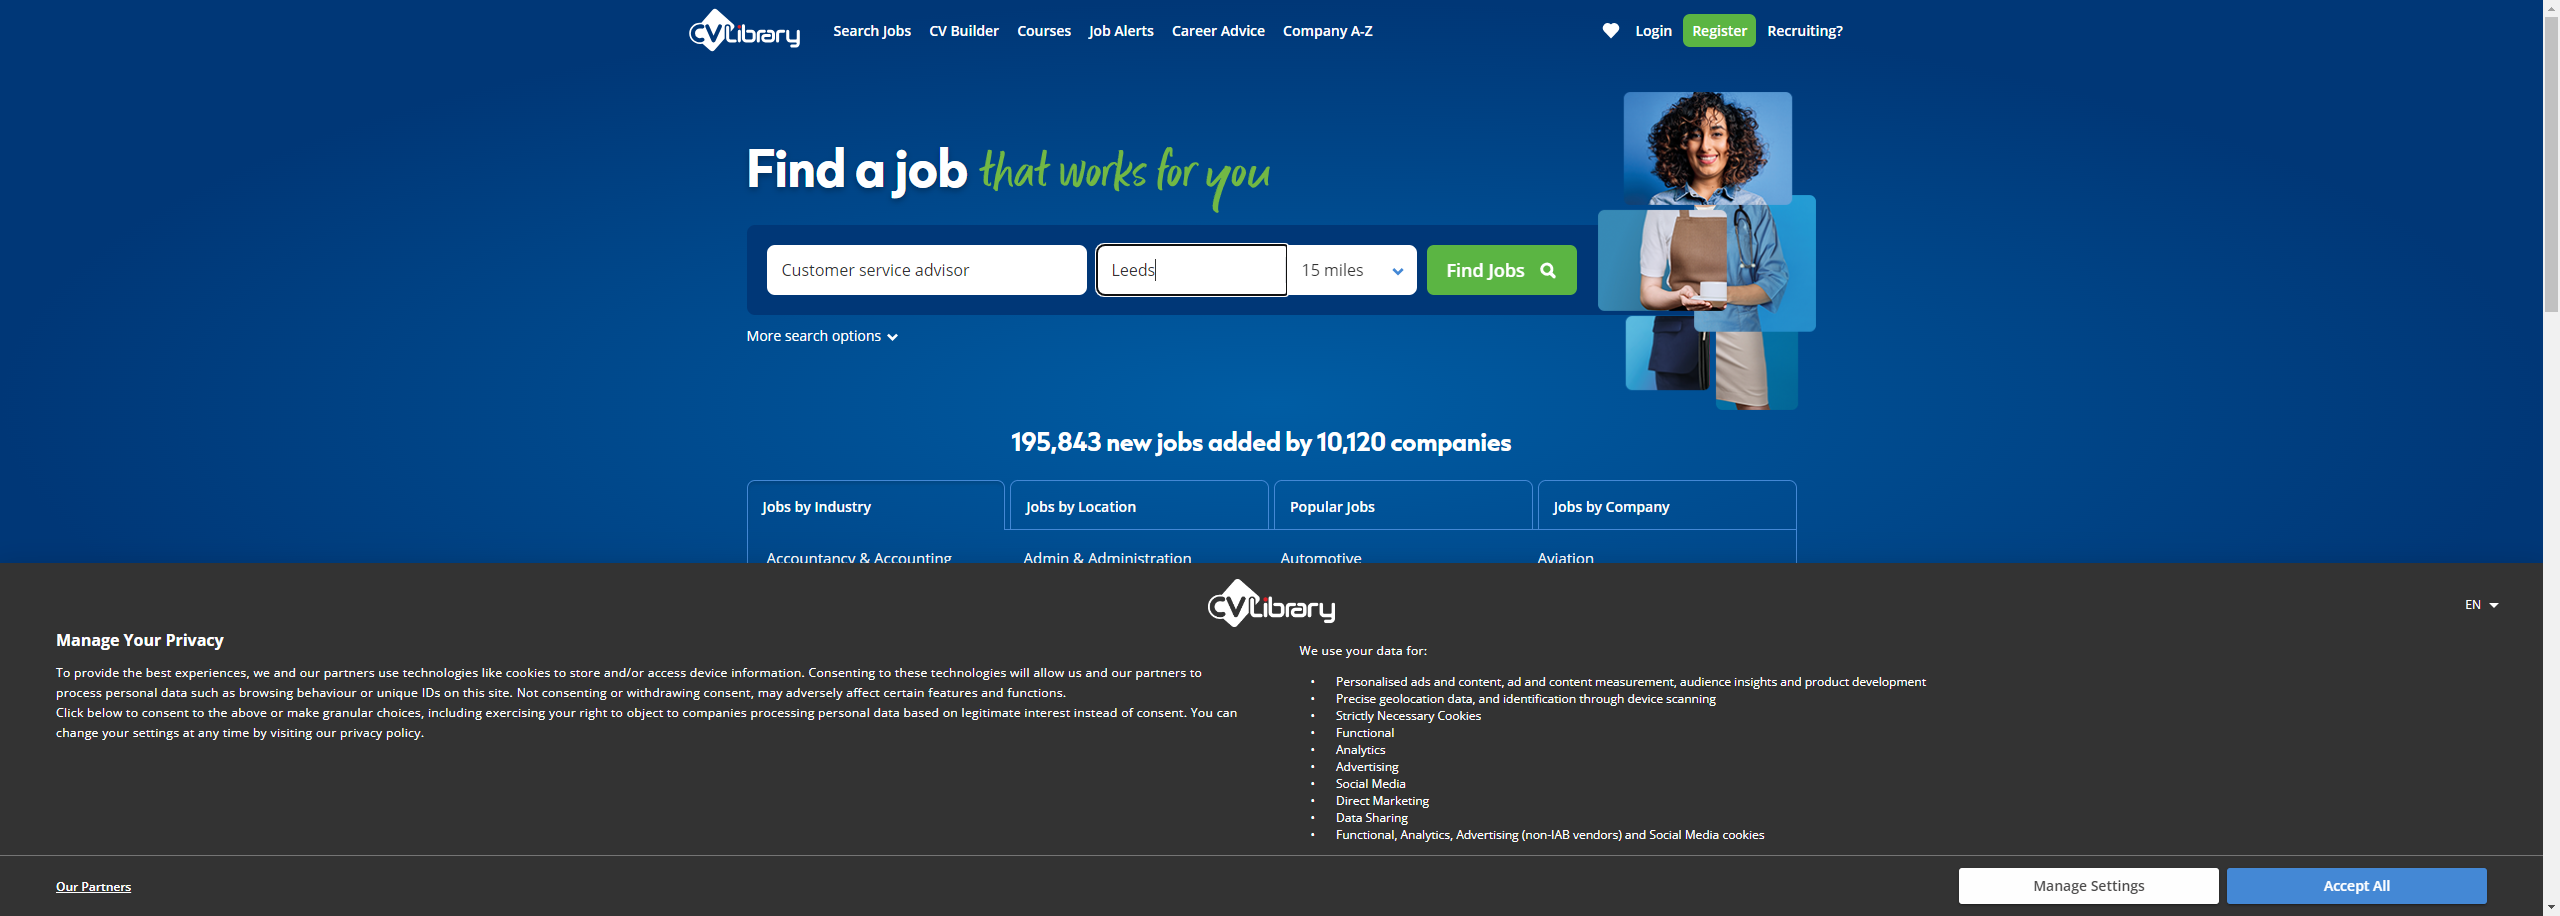 CV Library
Search Jobs CV Builder Courses Job Alerts Career Advice Company A-Z Login Register Recruiting?
Find a job that works for you
Customer service advisor Leeds 15 miles Find Jobs
More search options
195,843 new jobs added by 10,120 companies
Jobs by Industry Jobs by Location Popular Jobs Jobs by Company
Accountancy & Accounting Admin & Administration Automotive Aviation
CV Library
EN
Manage Your Privacy
To provide the best experiences, we and our partners use technologies like cookies to store and/or access device information. Consenting to these technologies will allow us and our partners to
process personal data such as browsing behaviour or unique IDs on this site. Not consenting or withdrawing consent, may adversely affect certain features and functions.
Click below to consent to the above or make granular choices, including exercising your right to object to companies processing personal data based on legitimate interest instead of consent. You can
change your settings at any time by visiting our privacy policy.
We use your data for:
• Personalised ads and content, ad and content measurement, audience insights and product development
• Precise geolocation data, and identification through device scanning
• Strictly Necessary Cookies
• Functional
• Analytics
• Advertising
• Social Media
• Direct Marketing
• Data Sharing
• Functional, Analytics, Advertising (non-IAB vendors) and Social Media cookies
Our Partners Manage Settings Accept All